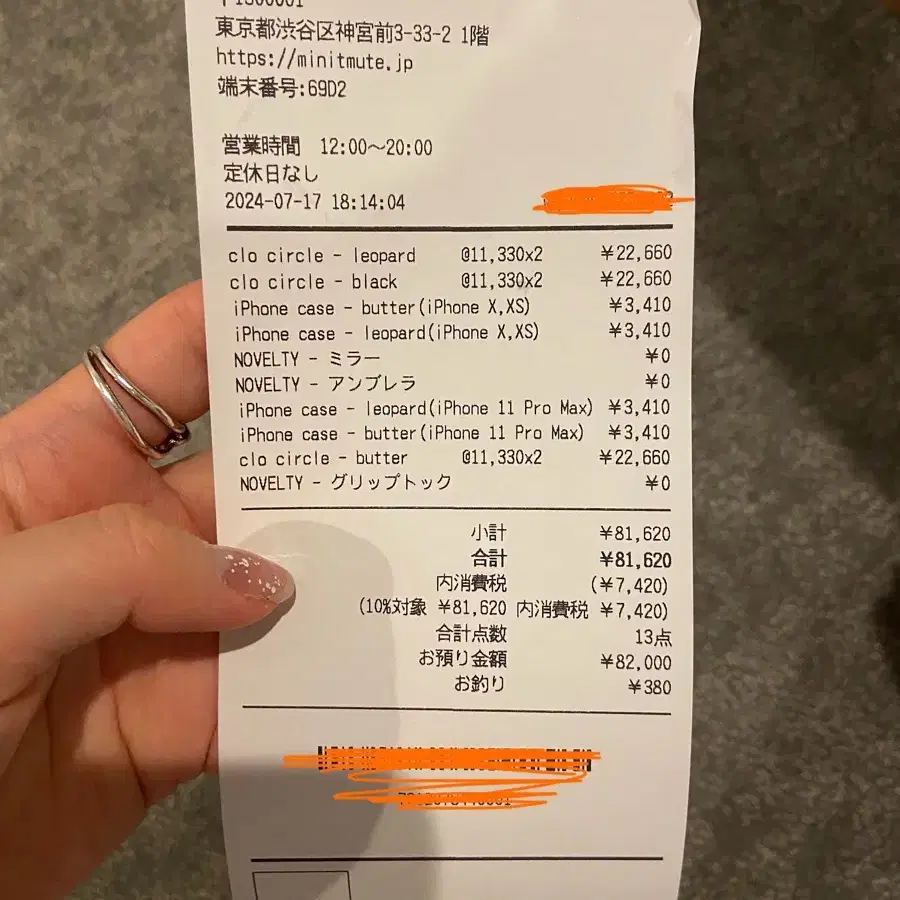 〒1500001
東京都渋谷区神宮前3-33-2 1階
https://minitmute.jp
端末番号:69D2
営業時間 12:00〜20:00
定休日なし
2024-07-17 18:14:04
clo circle - leopard @11,330x2 ¥22,660
clo circle - black @11,330x2 ¥22,660
iPhone case - butter(iPhone X,XS) ¥3,410
iPhone case - leopard(iPhone X,XS) ¥3,410
NOVELTY - ミラー ¥0
NOVELTY - アンブレラ ¥0
iPhone case - leopard(iPhone 11 Pro Max) ¥3,410
iPhone case - butter(iPhone 11 Pro Max) ¥3,410
clo circle - butter @11,330x2 ¥22,660
NOVELTY - グリップトック ¥0
小計 ¥81,620
合計 ¥81,620
内消費税 (¥7,420)
(10%対象 ¥81,620 内消費税 ¥7,420)
合計点数 13点
お預り金額 ¥82,000
お釣り ¥380